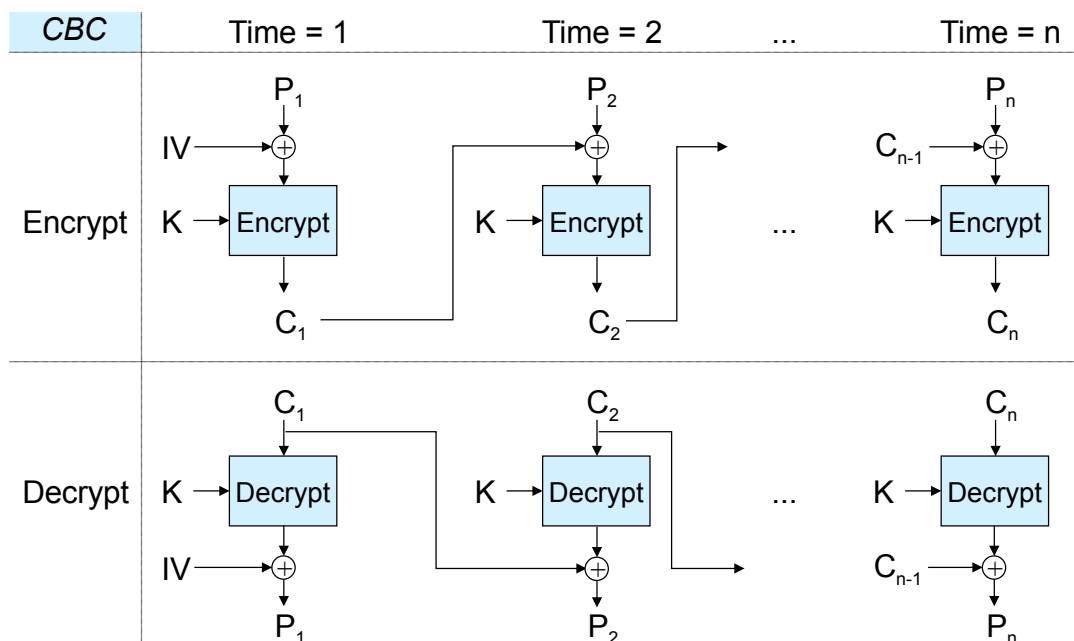 CBC Time = 1 Time = 2 ... Time = n
P1 P2 Pn
IV Cn-1
Encrypt K Encrypt K Encrypt ... K Encrypt
C1 C2 Cn
C1 C2 Cn
Decrypt K Decrypt K Decrypt ... K Decrypt
IV Cn-1
P1 P2 Pn